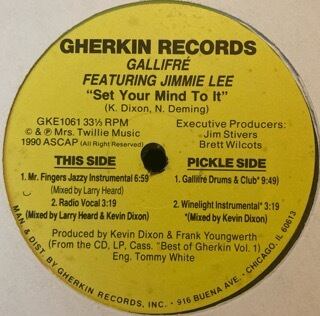 GHERKIN RECORDS
GALLIFRÉ
FEATURING JIMMIE LEE
"Set Your Mind To It"
(K. Dixon, N. Deming)
GKE1061 33⅓ RPM
© & ℗ Mrs. Twillie Music
1990 ASCAP (All Right Reserved)
Executive Producers:
Jim Stivers
Brett Wilcots
THIS SIDE
1. Mr. Fingers Jazzy Instrumental 6:59
(Mixed by Larry Heard)
2. Radio Vocal 3:19
(Mixed by Larry Heard & Kevin Dixon)
PICKLE SIDE
1. Gallifré Drums & Club* 9:49)
2. Winelight Instrumental* 3:19
*(Mixed by Kevin Dixon)
Produced by Kevin Dixon & Frank Youngwerth
(From the CD, LP, Cass. "Best of Gherkin Vol. 1)
Eng. Tommy White
MAN. & DIST. BY GHERKIN RECORDS, INC. • 916 BUENA AVE. • CHICAGO, IL 60613